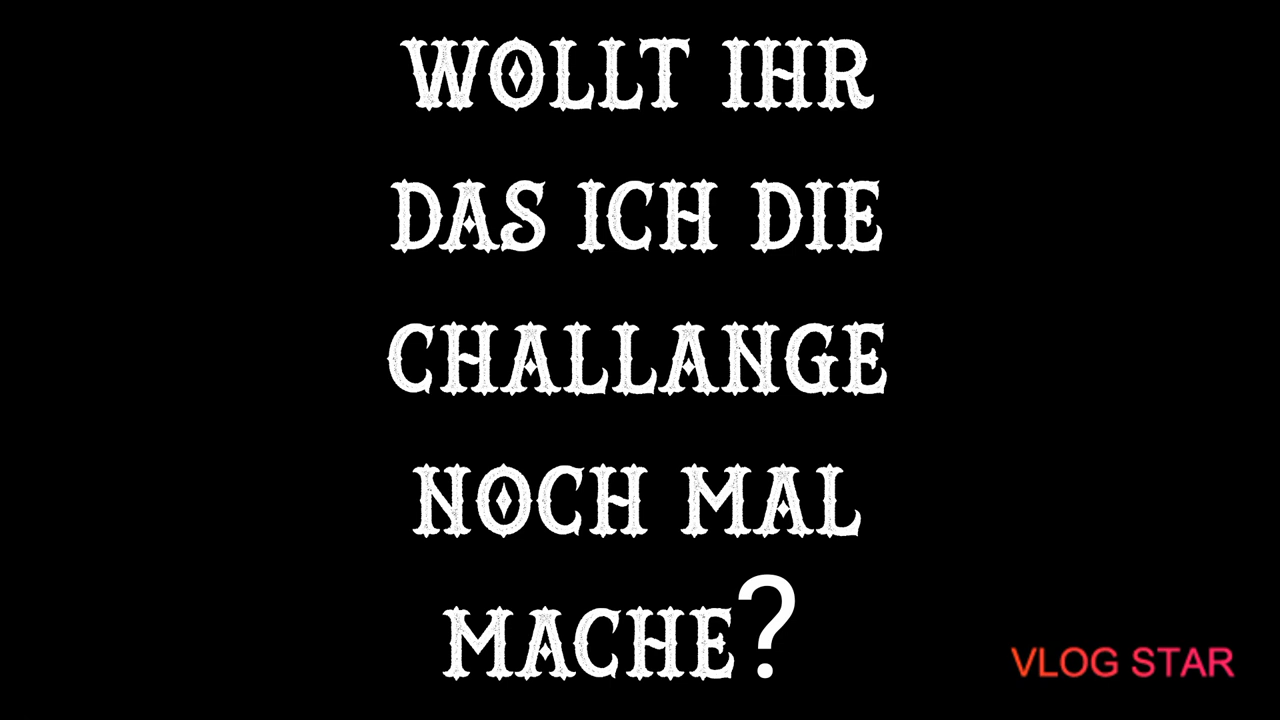 WOLLT IHR
DAS ICH DIE
CHALLANGE
NOCH MAL
MACHE?
VLOG STAR